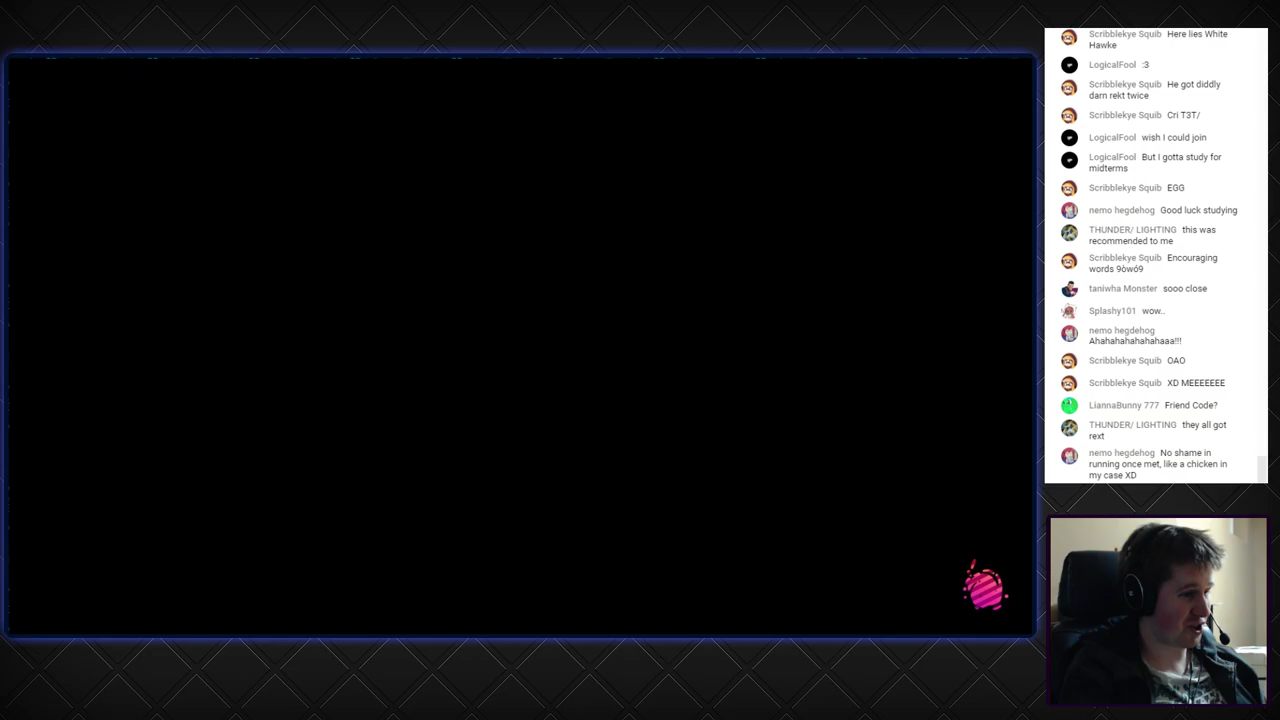 Scribblekye Squib Here lies White
Hawke
LogicalFool :3
Scribblekye Squib He got diddly
darn rekt twice
Scribblekye Squib Cri T3T/
LogicalFool wish I could join
LogicalFool But I gotta study for
midterms
Scribblekye Squib EGG
nemo hegdehog Good luck studying
THUNDER/ LIGHTING this was
recommended to me
Scribblekye Squib Encouraging
words 9òwó9
taniwha Monster sooo close
Splashy101 wow..
nemo hegdehog
Ahahahahahahaaa!!!
Scribblekye Squib OAO
Scribblekye Squib XD MEEEEEEE
LiannaBunny 777 Friend Code?
THUNDER/ LIGHTING they all got
rext
nemo hegdehog No shame in
running once met, like a chicken in
my case XD